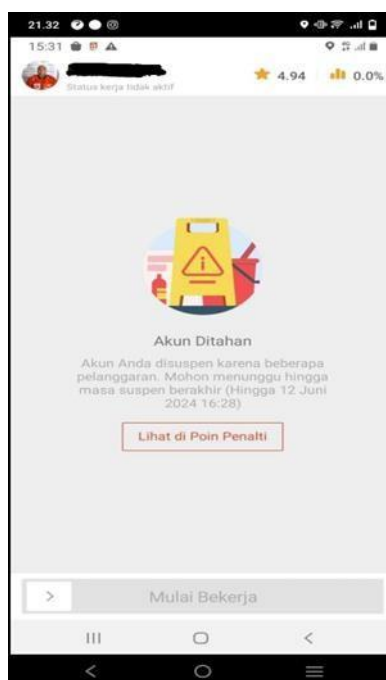 21.32
15:31
Status kerja tidak aktif
4.94
0.0%
Akun Ditahan
Akun Anda disuspen karena beberapa
pelanggaran. Mohon menunggu hingga
masa suspen berakhir (Hingga 12 Juni
2024 16:28)
Lihat di Poin Penalti
Mulai Bekerja